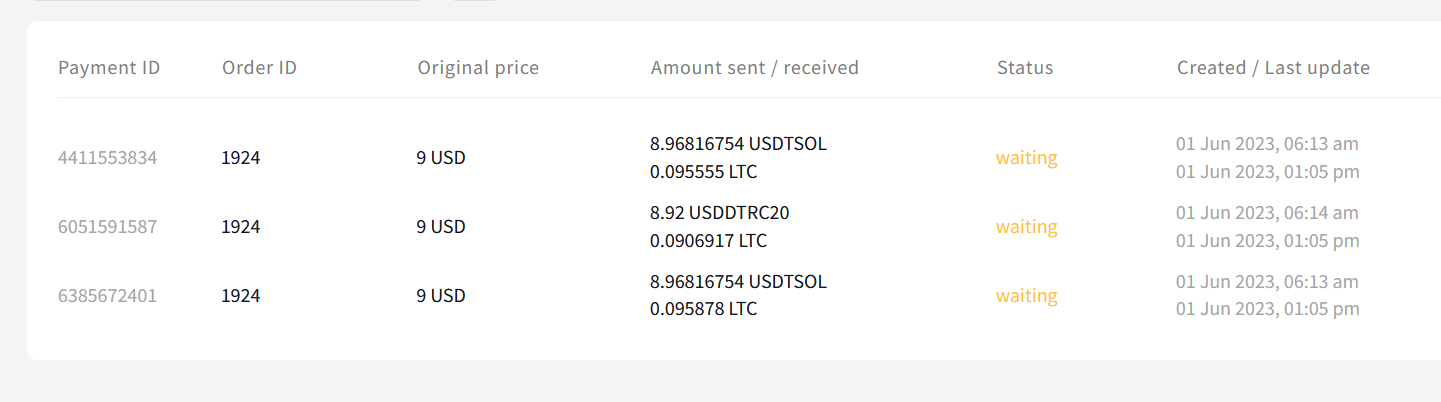 Payment ID Order ID Original price Amount sent / received Status Created / Last update
8.96816754 USDTSOL 01 Jun 2023, 06:13 am
4411553834 1924 9 USD waiting
0.095555 LTC 01 Jun 2023, 01:05 pm
8.92 USDDTRC20 01 Jun 2023, 06:14 am
6051591587 1924 9 USD waiting
0.0906917 LTC 01 Jun 2023, 01:05 pm
8.96816754 USDTSOL 01 Jun 2023, 06:13 am
6385672401 1924 9 USD waiting
0.095878 LTC 01 Jun 2023, 01:05 pm